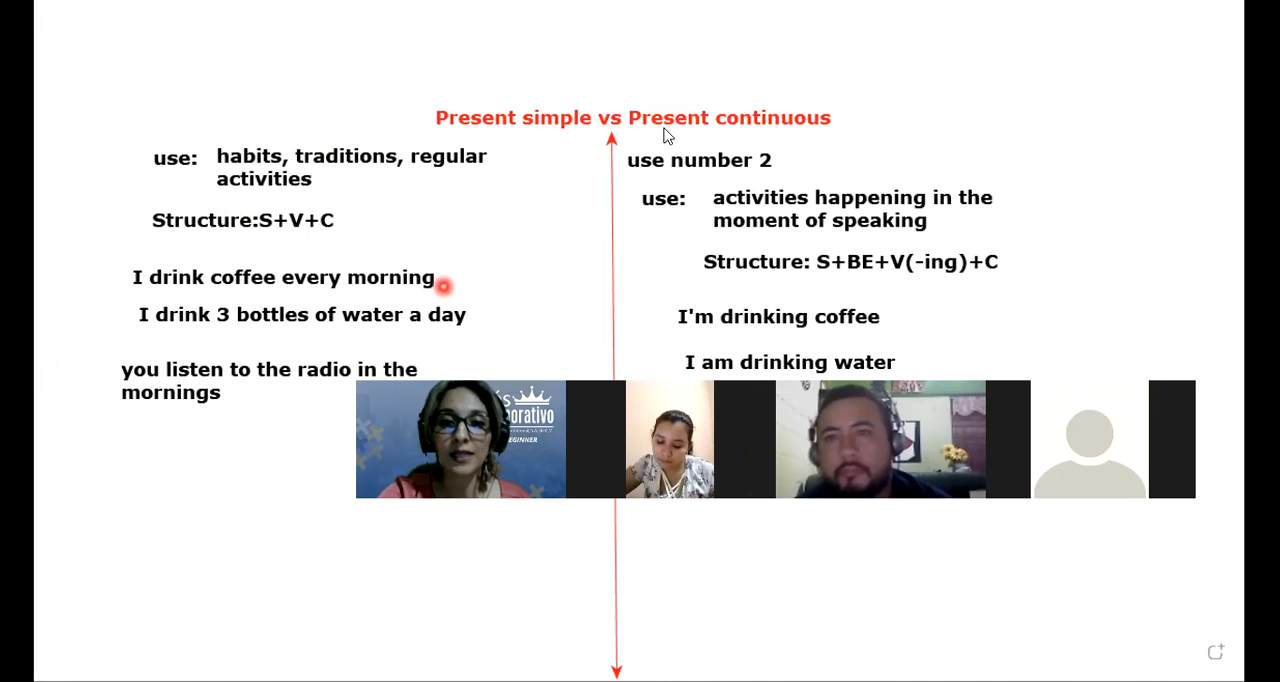 Present simple vs Present continuous
use: habits, traditions, regular
activities
Structure:S+V+C
I drink coffee every morning
I drink 3 bottles of water a day
you listen to the radio in the
mornings
use number 2
use: activities happening in the
moment of speaking
Structure: S+BE+V(-ing)+C
I'm drinking coffee
I am drinking water